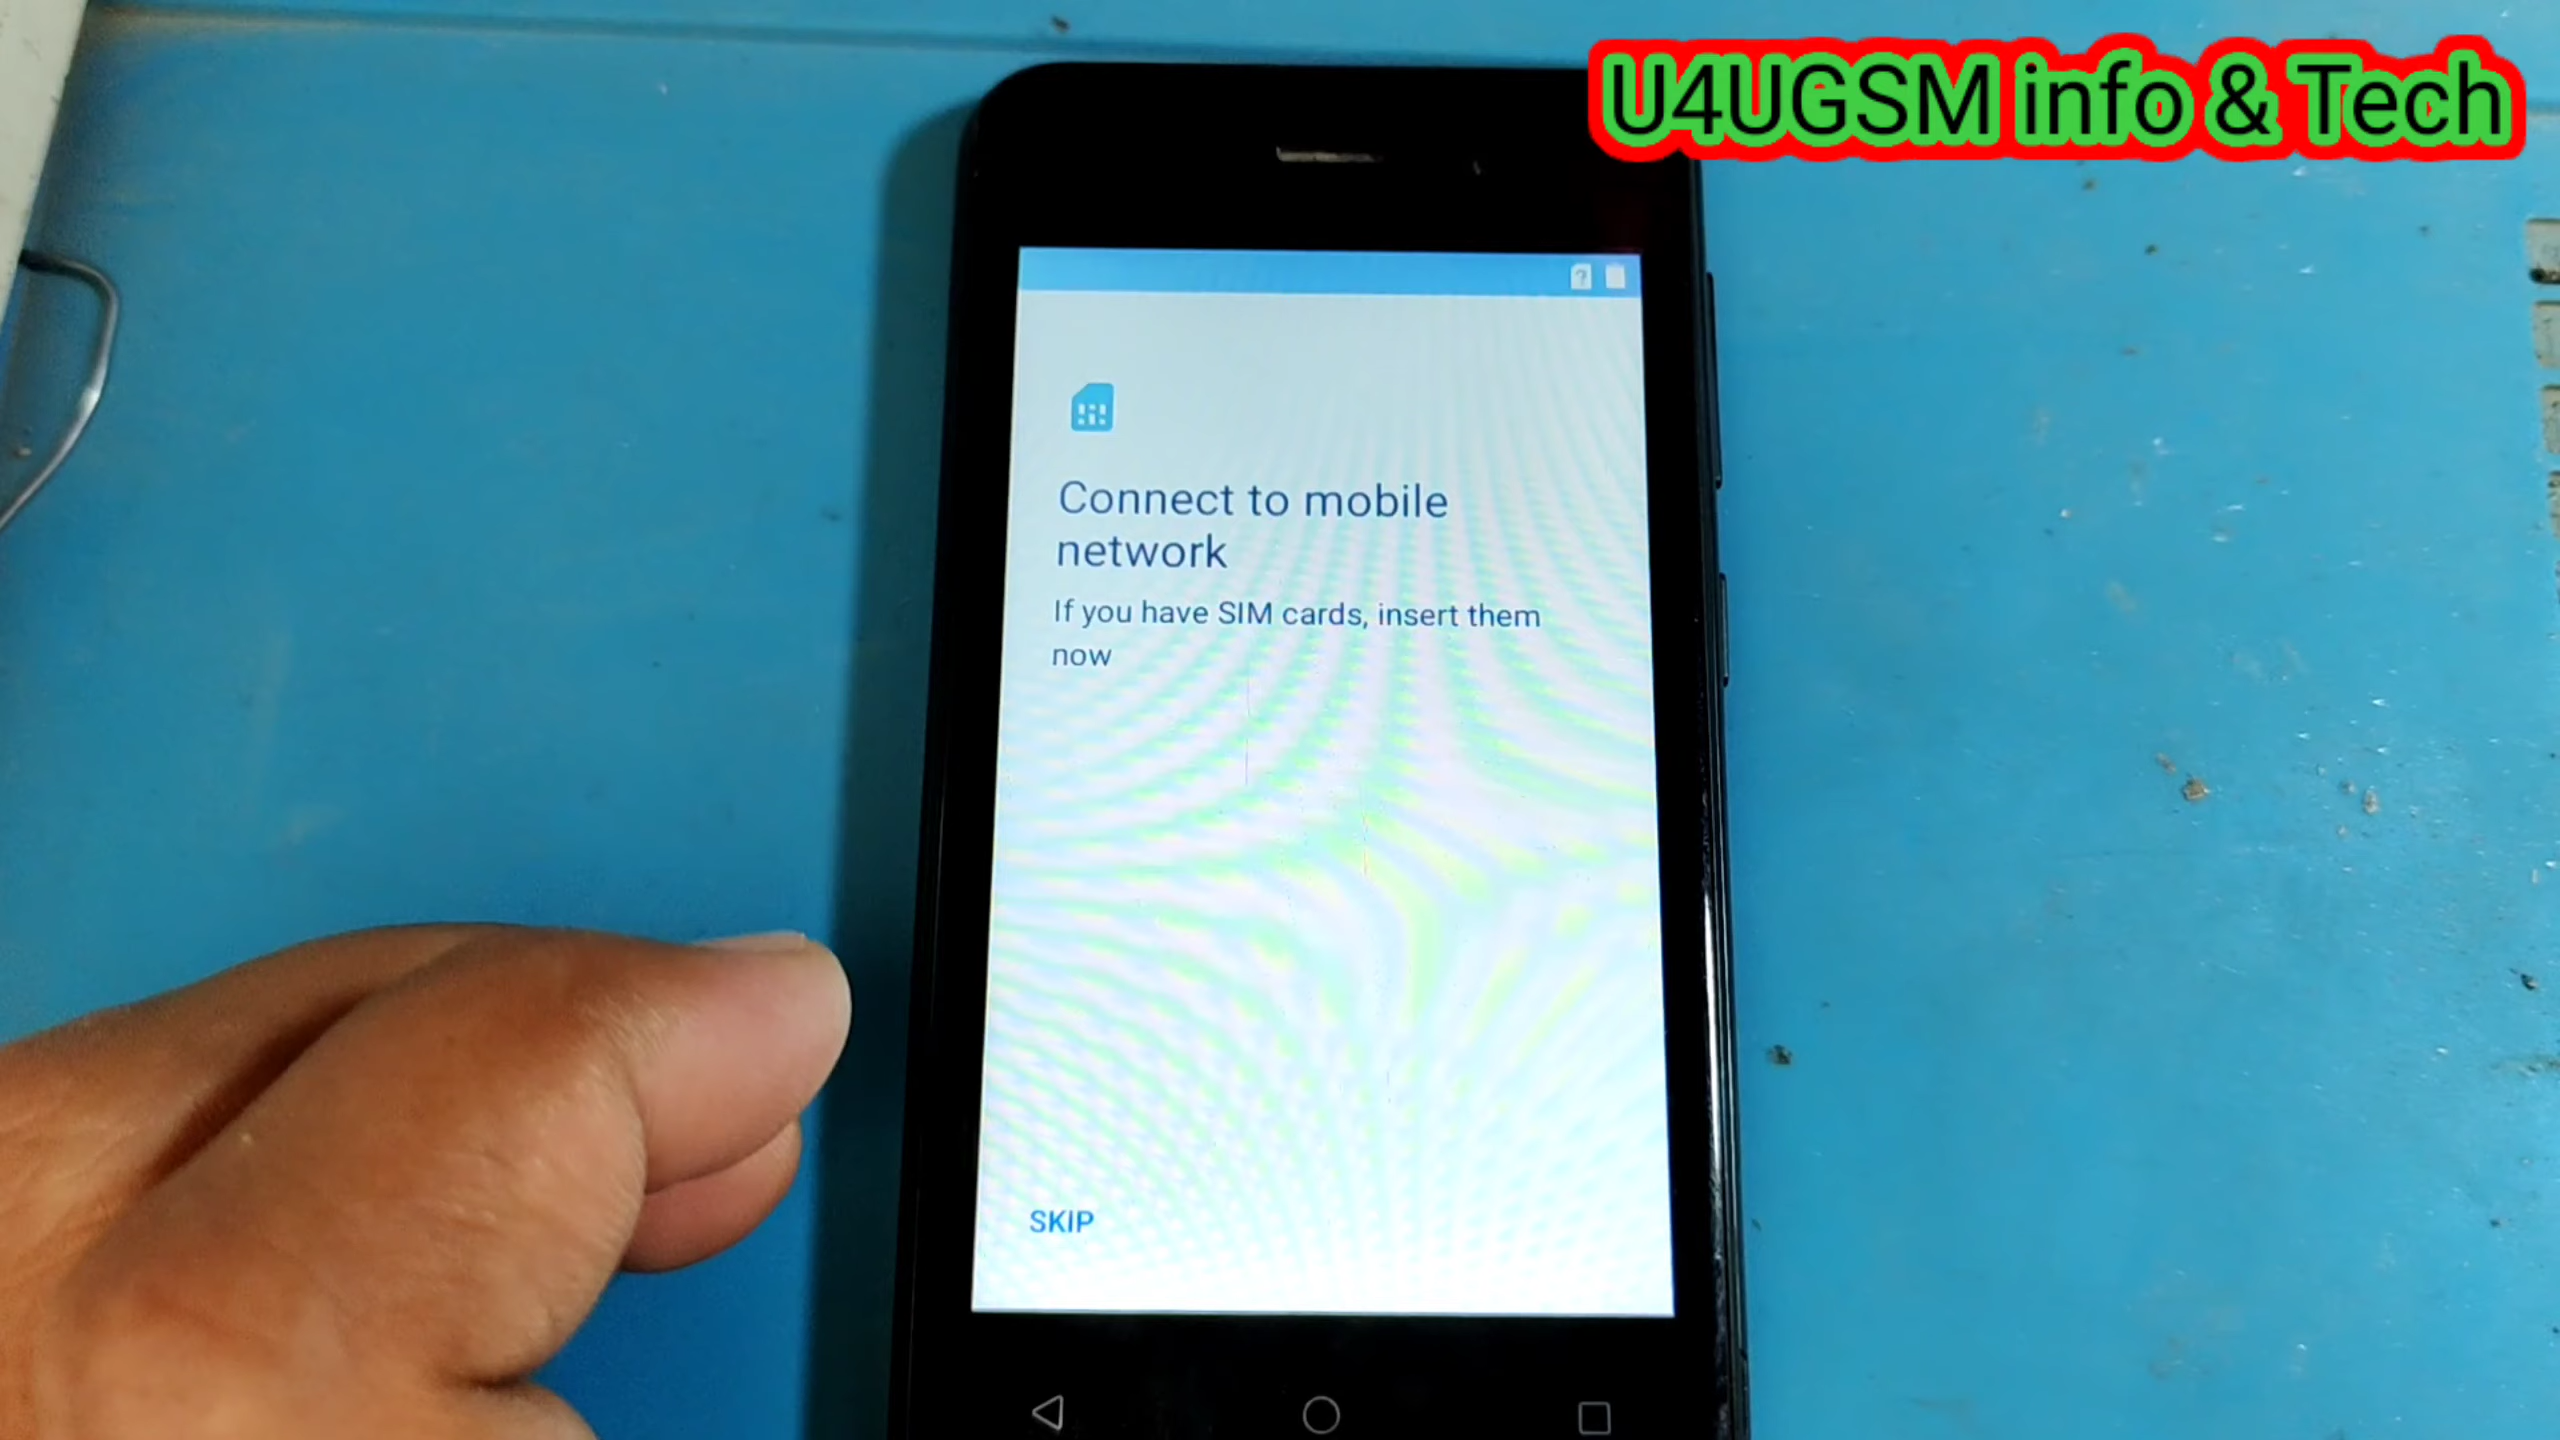 U4UGSM info & Tech
?
Connect to mobile
network
If you have SIM cards, insert them
now
SKIP